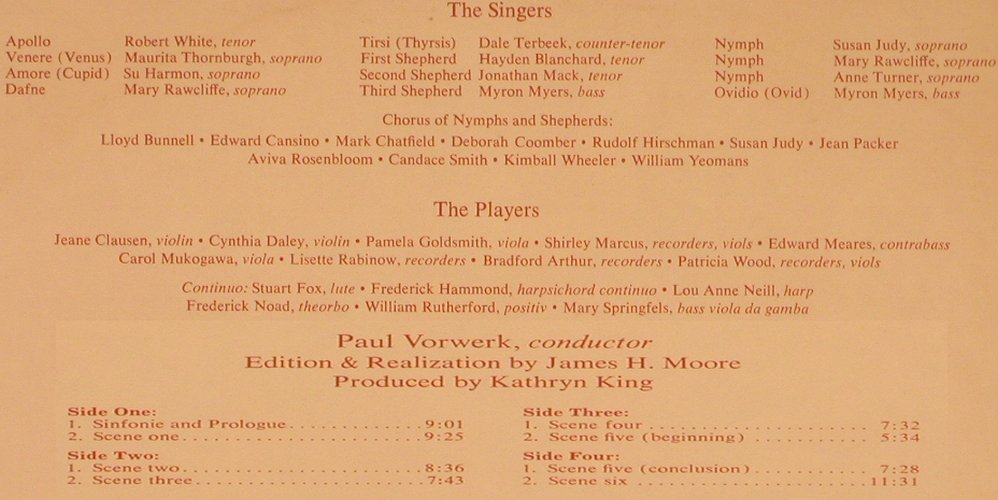 The Singers
Apollo Robert White, tenor Tirsi (Thyrsis) Dale Terbeek, counter-tenor Nymph Susan Judy, soprano
Venere (Venus) Maurita Thornburgh, soprano First Shepherd Hayden Blanchard, tenor Nymph Mary Rawcliffe, soprano
Amore (Cupid) Su Harmon, soprano Second Shepherd Jonathan Mack, tenor Nymph Anne Turner, soprano
Dafne Mary Rawcliffe, soprano Third Shepherd Myron Myers, bass Ovidio (Ovid) Myron Myers, bass
Chorus of Nymphs and Shepherds:
Lloyd Bunnell • Edward Cansino • Mark Chatfield • Deborah Coomber • Rudolf Hirschman • Susan Judy • Jean Packer
Aviva Rosenbloom • Candace Smith • Kimball Wheeler • William Yeomans
The Players
Jeane Clausen, violin • Cynthia Daley, violin • Pamela Goldsmith, viola • Shirley Marcus, recorders, viols • Edward Meares, contrabass
Carol Mukogawa, viola • Lisette Rabinow, recorders • Bradford Arthur, recorders • Patricia Wood, recorders, viols
Continuo: Stuart Fox, lute • Frederick Hammond, harpsichord continuo • Lou Anne Neill, harp
Frederick Noad, theorbo • William Rutherford, positiv • Mary Springfels, bass viola da gamba
Paul Vorwerk, conductor
Edition & Realization by James H. Moore
Produced by Kathryn King
Side One:
1. Sinfonie and Prologue. . . . . . . . . . . . 9:01
2. Scene one. . . . . . . . . . . . . . . . . . . . . . 9:25
Side Two:
1. Scene two. . . . . . . . . . . . . . . . . . . . . . 8:36
2. Scene three. . . . . . . . . . . . . . . . . . . . . 7:43
Side Three:
1. Scene four . . . . . . . . . . . . . . . . . . . . 7:32
2. Scene five (beginning) . . . . . . . . . . . 5:34
Side Four:
1. Scene five (conclusion) . . . . . . . . . . . 7:28
2. Scene six . . . . . . . . . . . . . . . . . . . . 11:31